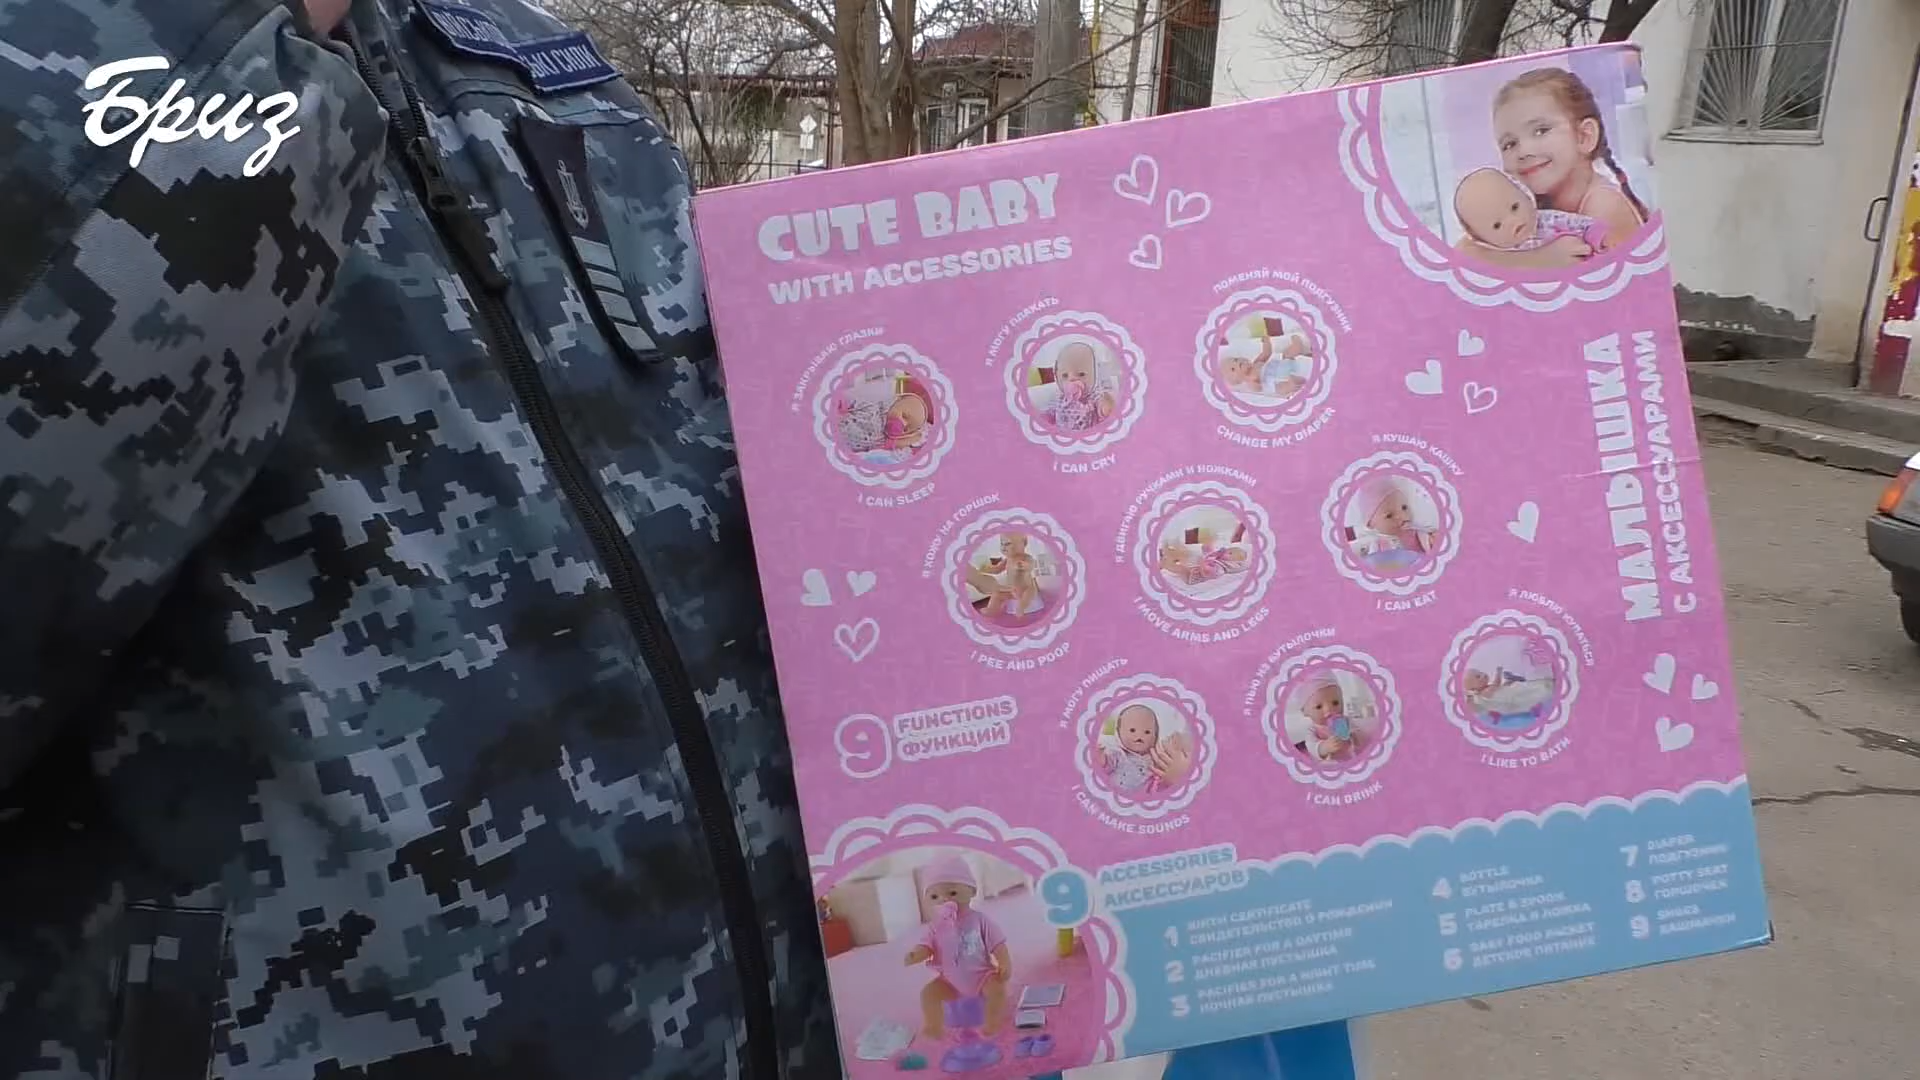 Бриз
CUTE BABY
WITH ACCESSORIES
МАЛЫШКА
С АКСЕССУАРАМИ
Я ЗАКРЫВАЮ ГЛАЗКИ
I CAN SLEEP
Я МОГУ ПЛАКАТЬ
I CAN CRY
ПОМЕНЯЙ МОЙ ПОДГУЗНИК
CHANGE MY DIAPER
Я ХОЖУ НА ГОРШОК
I PEE AND POOP
Я ДВИГАЮ РУЧКАМИ И НОЖКАМИ
I MOVE ARMS AND LEGS
Я КУШАЮ КАШКУ
I CAN EAT
Я МОГУ ПИЩАТЬ
I CAN MAKE SOUNDS
Я ПЬЮ ИЗ БУТЫЛОЧКИ
I CAN DRINK
Я ЛЮБЛЮ КУПАТЬСЯ
I LIKE TO BATH
9 FUNCTIONS
ФУНКЦИЙ
9 ACCESSORIES
АКСЕССУАРОВ
1 BIRTH CERTIFICATE
СВИДЕТЕЛЬСТВО О РОЖДЕНИИ
2 PACIFIER FOR A DAYTIME
ДНЕВНАЯ ПУСТЫШКА
3 PACIFIER FOR A NIGHT TIME
НОЧНАЯ ПУСТЫШКА
4 BOTTLE
БУТЫЛОЧКА
5 PLATE & SPOON
ТАРЕЛКА И ЛОЖКА
6 BABY FOOD PACKET
ДЕТСКОЕ ПИТАНИЕ
7 DIAPER
ПОДГУЗНИК
8 POTTY SEAT
ГОРШОЧЕК
9 SHOES